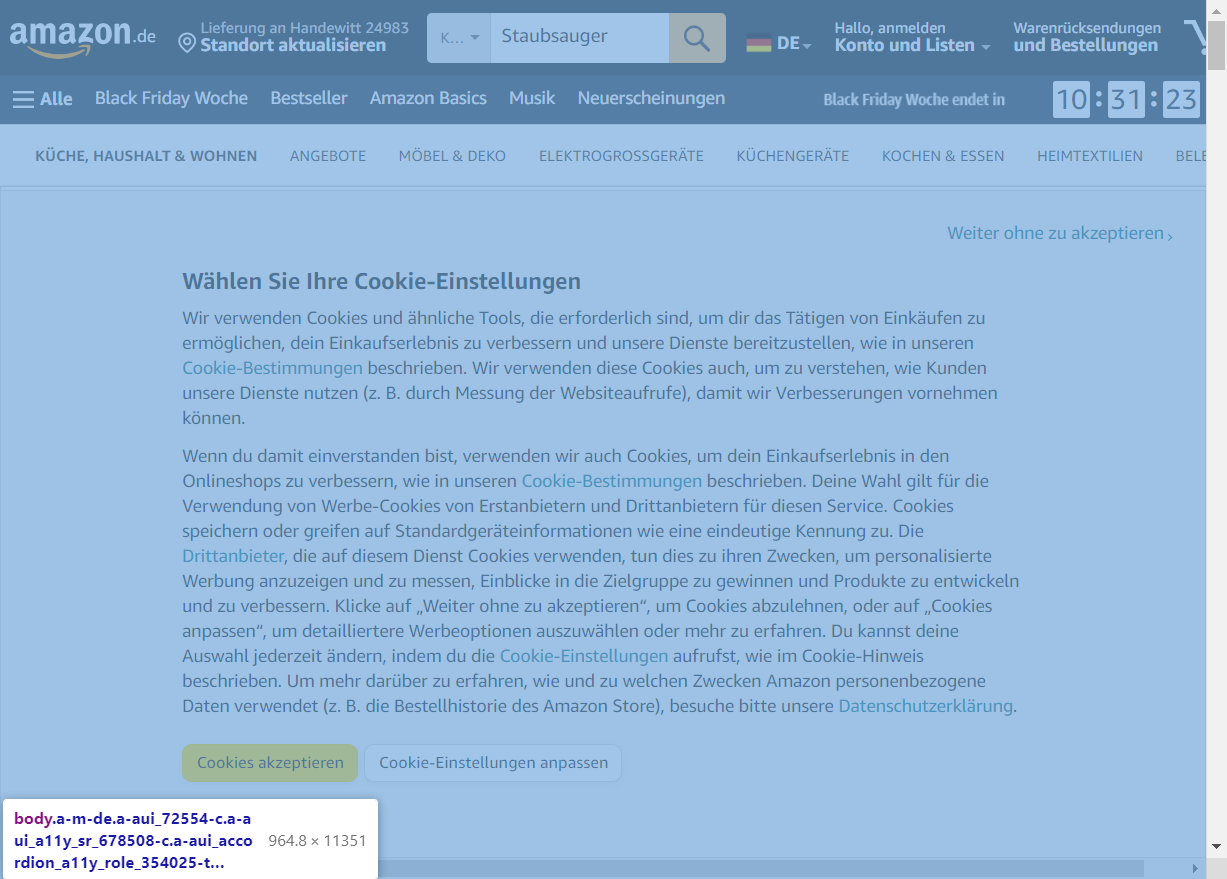 amazon.de
Lieferung an Handewitt 24983
Standort aktualisieren
K...
Staubsauger
DE
Hallo, anmelden
Konto und Listen
Warenrücksendungen
und Bestellungen
Alle
Black Friday Woche
Bestseller
Amazon Basics
Musik
Neuerscheinungen
Black Friday Woche endet in
10:31:23
KÜCHE, HAUSHALT & WOHNEN
ANGEBOTE
MÖBEL & DEKO
ELEKTROGROSSGERÄTE
KÜCHENGERÄTE
KOCHEN & ESSEN
HEIMTEXTILIEN
BELE
Weiter ohne zu akzeptieren ›
Wählen Sie Ihre Cookie-Einstellungen
Wir verwenden Cookies und ähnliche Tools, die erforderlich sind, um dir das Tätigen von Einkäufen zu
ermöglichen, dein Einkaufserlebnis zu verbessern und unsere Dienste bereitzustellen, wie in unseren
Cookie-Bestimmungen beschrieben. Wir verwenden diese Cookies auch, um zu verstehen, wie Kunden
unsere Dienste nutzen (z. B. durch Messung der Websiteaufrufe), damit wir Verbesserungen vornehmen
können.
Wenn du damit einverstanden bist, verwenden wir auch Cookies, um dein Einkaufserlebnis in den
Onlineshops zu verbessern, wie in unseren Cookie-Bestimmungen beschrieben. Deine Wahl gilt für die
Verwendung von Werbe-Cookies von Erstanbietern und Drittanbietern für diesen Service. Cookies
speichern oder greifen auf Standardgeräteinformationen wie eine eindeutige Kennung zu. Die
Drittanbieter, die auf diesem Dienst Cookies verwenden, tun dies zu ihren Zwecken, um personalisierte
Werbung anzuzeigen und zu messen, Einblicke in die Zielgruppe zu gewinnen und Produkte zu entwickeln
und zu verbessern. Klicke auf „Weiter ohne zu akzeptieren“, um Cookies abzulehnen, oder auf „Cookies
anpassen“, um detailliertere Werbeoptionen auszuwählen oder mehr zu erfahren. Du kannst deine
Auswahl jederzeit ändern, indem du die Cookie-Einstellungen aufrufst, wie im Cookie-Hinweis
beschrieben. Um mehr darüber zu erfahren, wie und zu welchen Zwecken Amazon personenbezogene
Daten verwendet (z. B. die Bestellhistorie des Amazon Store), besuche bitte unsere Datenschutzerklärung.
Cookies akzeptieren
Cookie-Einstellungen anpassen
body.a-m-de.a-aui_72554-c.a-a
ui_a11y_sr_678508-c.a-aui_acco
rdion_a11y_role_354025-t...
964.8 × 11351